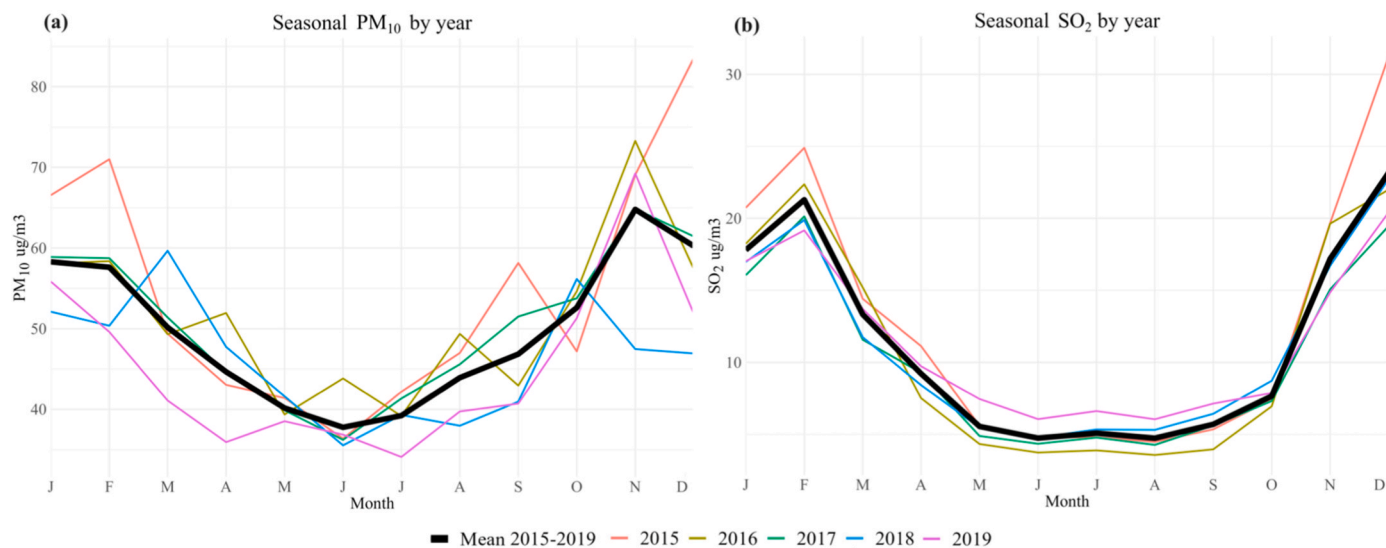 (a) Seasonal PM₁₀ by year
PM₁₀ ug/m3
80
70
60
50
40
J F M A M J J A S O N D
Month
(b) Seasonal SO₂ by year
SO₂ ug/m3
30
20
10
J F M A M J J A S O N D
Month
Mean 2015-2019 2015 2016 2017 2018 2019